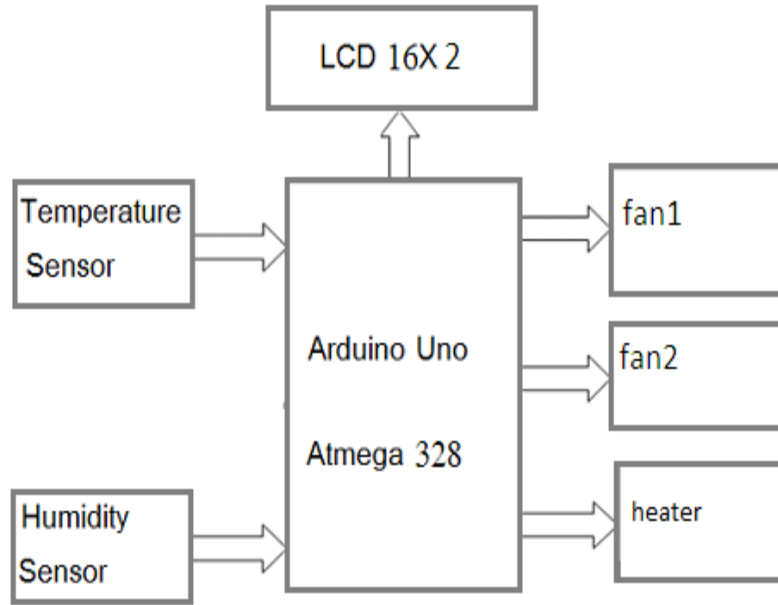 LCD 16X 2
Temperature
Sensor
fan1
Arduino Uno
Atmega 328
fan2
Humidity
Sensor
heater